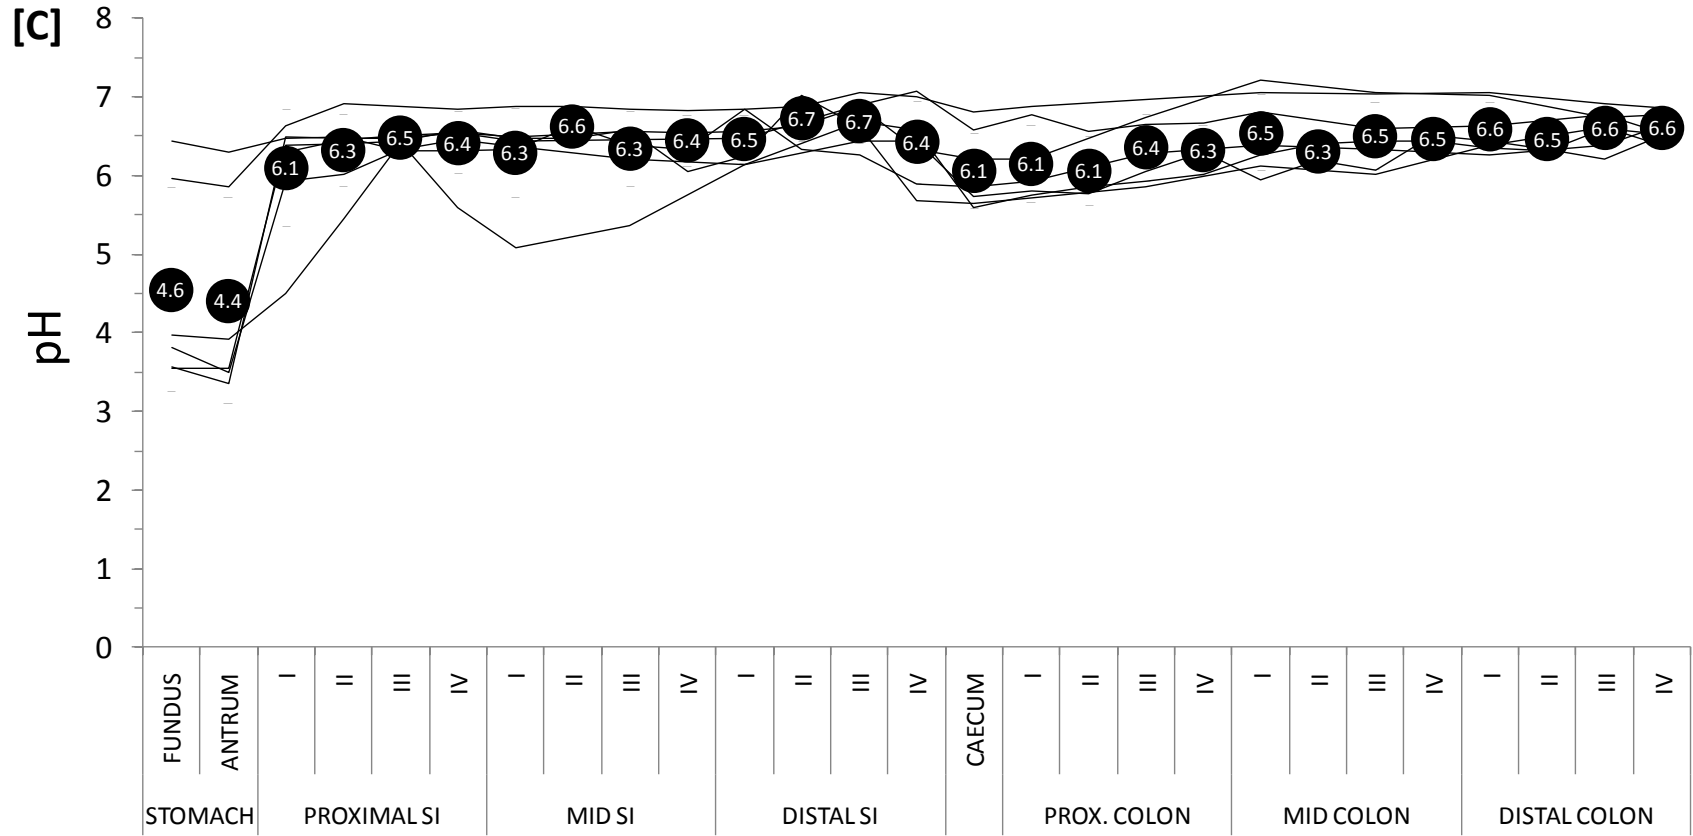 [C]
pH
8
7
6
5
4
3
2
1
0
4.6 4.4 6.1 6.3 6.5 6.4 6.3 6.6 6.3 6.4 6.5 6.7 6.7 6.4 6.1 6.1 6.1 6.4 6.3 6.5 6.3 6.5 6.5 6.6 6.5 6.6 6.6
FUNDUS ANTRUM I II III IV I II III IV I II III IV CAECUM I II III IV I II III IV I II III IV
STOMACH PROXIMAL SI MID SI DISTAL SI PROX. COLON MID COLON DISTAL COLON